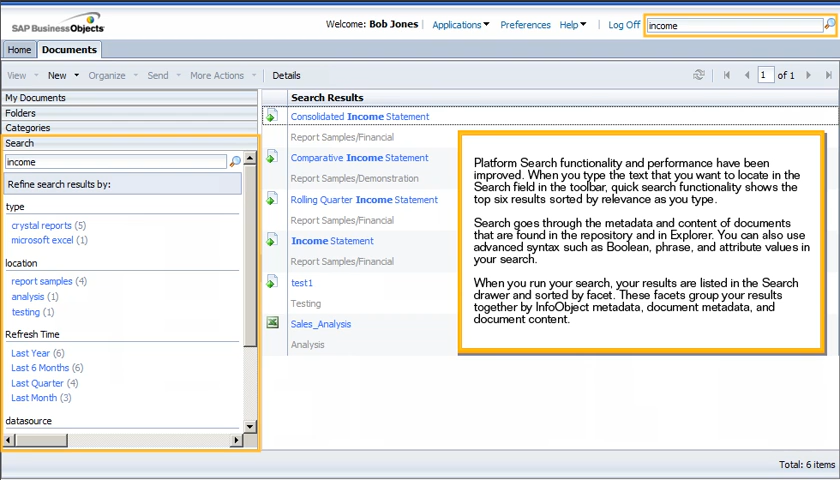 SAP BusinessObjects
Welcome: Bob Jones | Applications | Preferences | Help | Log Off
income
Home
Documents
View
New
Organize
Send
More Actions
Details
1 of 1
My Documents
Folders
Categories
Search
income
Refine search results by:
type
crystal reports (5)
microsoft excel (1)
location
report samples (4)
analysis (1)
testing (1)
Refresh Time
Last Year (6)
Last 6 Months (6)
Last Quarter (4)
Last Month (3)
datasource
Search Results
Consolidated Income Statement
Report Samples/Financial
Comparative Income Statement
Report Samples/Demonstration
Rolling Quarter Income Statement
Report Samples/Financial
Income Statement
Report Samples/Financial
test1
Testing
Sales_Analysis
Analysis
Platform Search functionality and performance have been
improved. When you type the text that you want to locate in the
Search field in the toolbar, quick search functionality shows the
top six results sorted by relevance as you type.
Search goes through the metadata and content of documents
that are found in the repository and in Explorer. You can also use
advanced syntax such as Boolean, phrase, and attribute values in
your search.
When you run your search, your results are listed in the Search
drawer and sorted by facet. These facets group your results
together by InfoObject metadata, document metadata, and
document content.
Total: 6 items